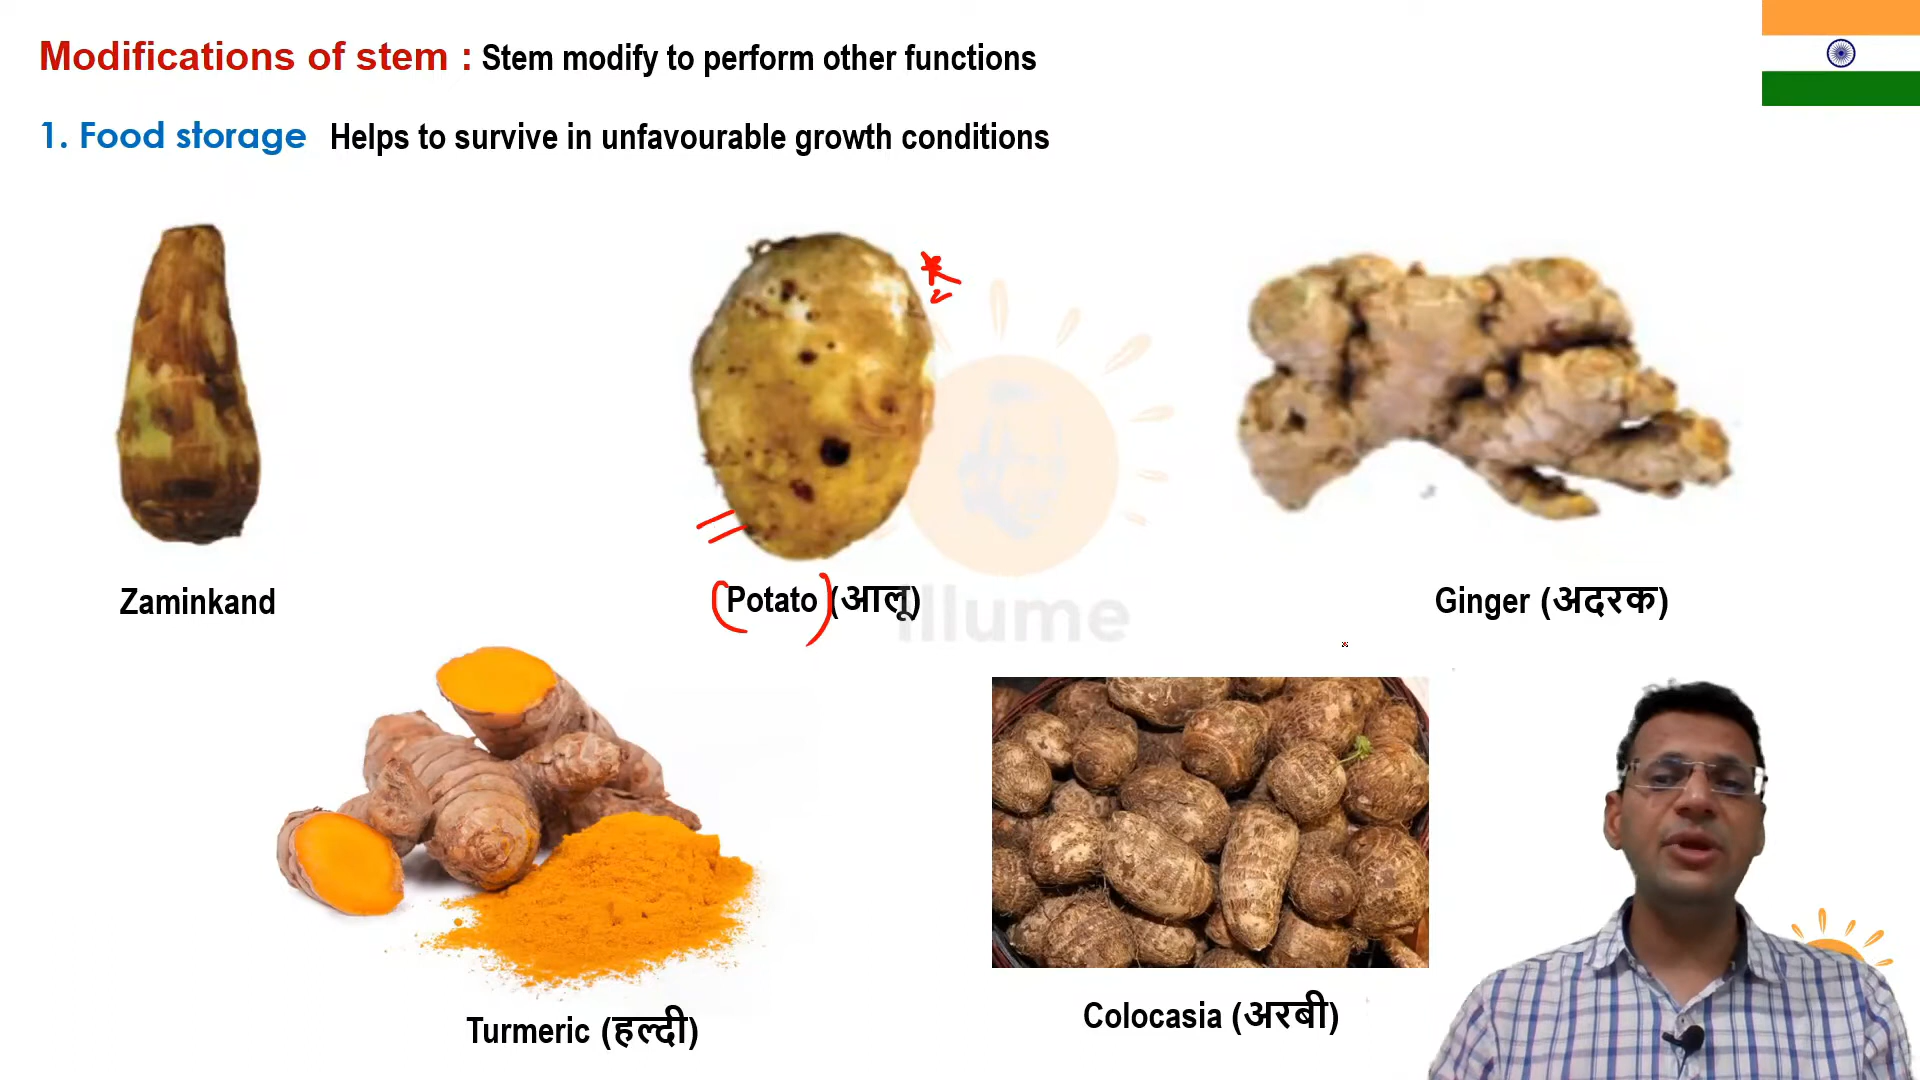 Modifications of stem : Stem modify to perform other functions
1. Food storage Helps to survive in unfavourable growth conditions
Zaminkand
Potato (आलू)
Ginger (अदरक)
Illume
Turmeric (हल्दी)
Colocasia (अरबी)